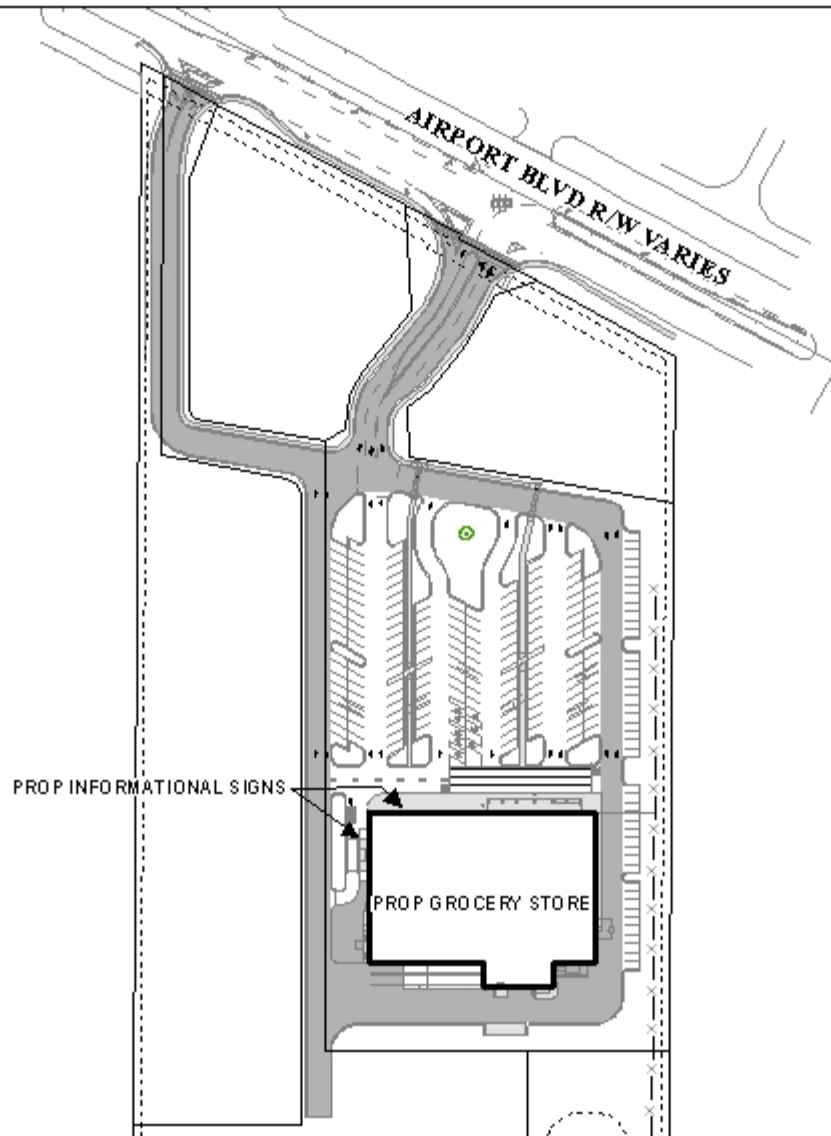 AIRPORT BLVD R/W VARIES
PROP INFORMATIONAL SIGNS
PROP GROCERY STORE